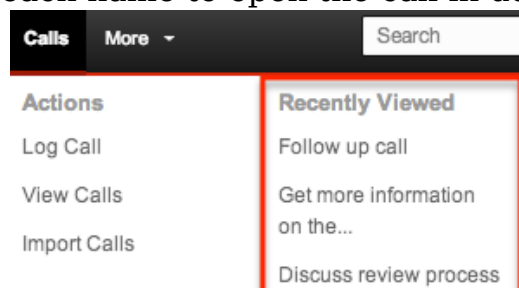 each name to open the call in de
Calls More Search
Actions
Log Call
View Calls
Import Calls
Recently Viewed
Follow up call
Get more information
on the...
Discuss review process